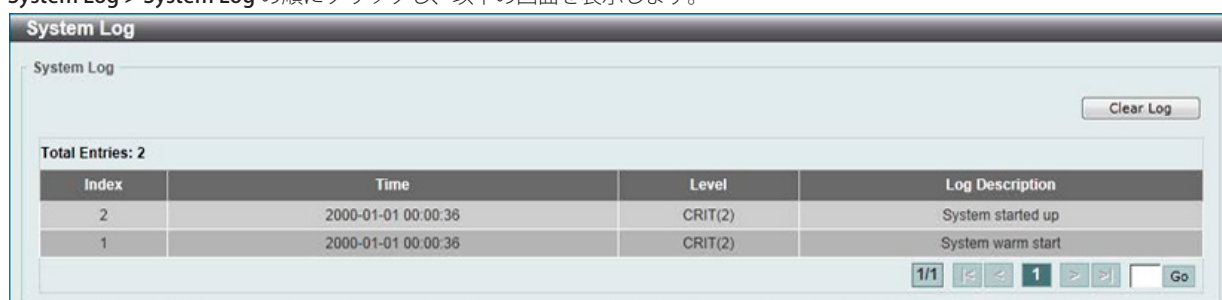 System Log > System Log の順にクリックし、以下の画面を表示します。
System Log
System Log
Clear Log
Total Entries: 2
Index Time Level Log Description
2 2000-01-01 00:00:36 CRIT(2) System started up
1 2000-01-01 00:00:36 CRIT(2) System warm start
1/1 |< < 1 > >| Go